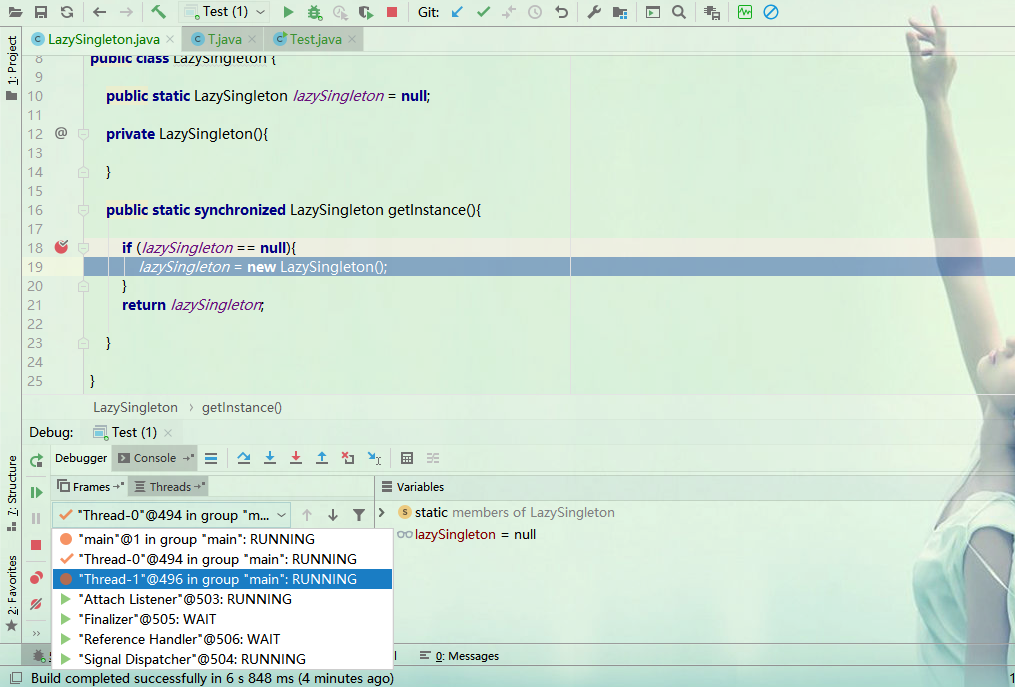 Test (1)
Git:
LazySingleton.java
T.java
Test.java
1: Project
8 public class LazySingleton {
9
10 public static LazySingleton lazySingleton = null;
11
12 @ private LazySingleton(){
13
14 }
15
16 public static synchronized LazySingleton getInstance(){
17
18 if (lazySingleton == null){
19 lazySingleton = new LazySingleton();
20 }
21 return lazySingleton;
22
23 }
24
25 }
LazySingleton › getInstance()
Debug: Test (1)
Debugger Console
Frames Threads Variables
"Thread-0"@494 in group "m...
static members of LazySingleton
lazySingleton = null
"main"@1 in group "main": RUNNING
"Thread-0"@494 in group "main": RUNNING
"Thread-1"@496 in group "main": RUNNING
"Attach Listener"@503: RUNNING
"Finalizer"@505: WAIT
"Reference Handler"@506: WAIT
"Signal Dispatcher"@504: RUNNING
7: Structure
2: Favorites
0: Messages
Build completed successfully in 6 s 848 ms (4 minutes ago)